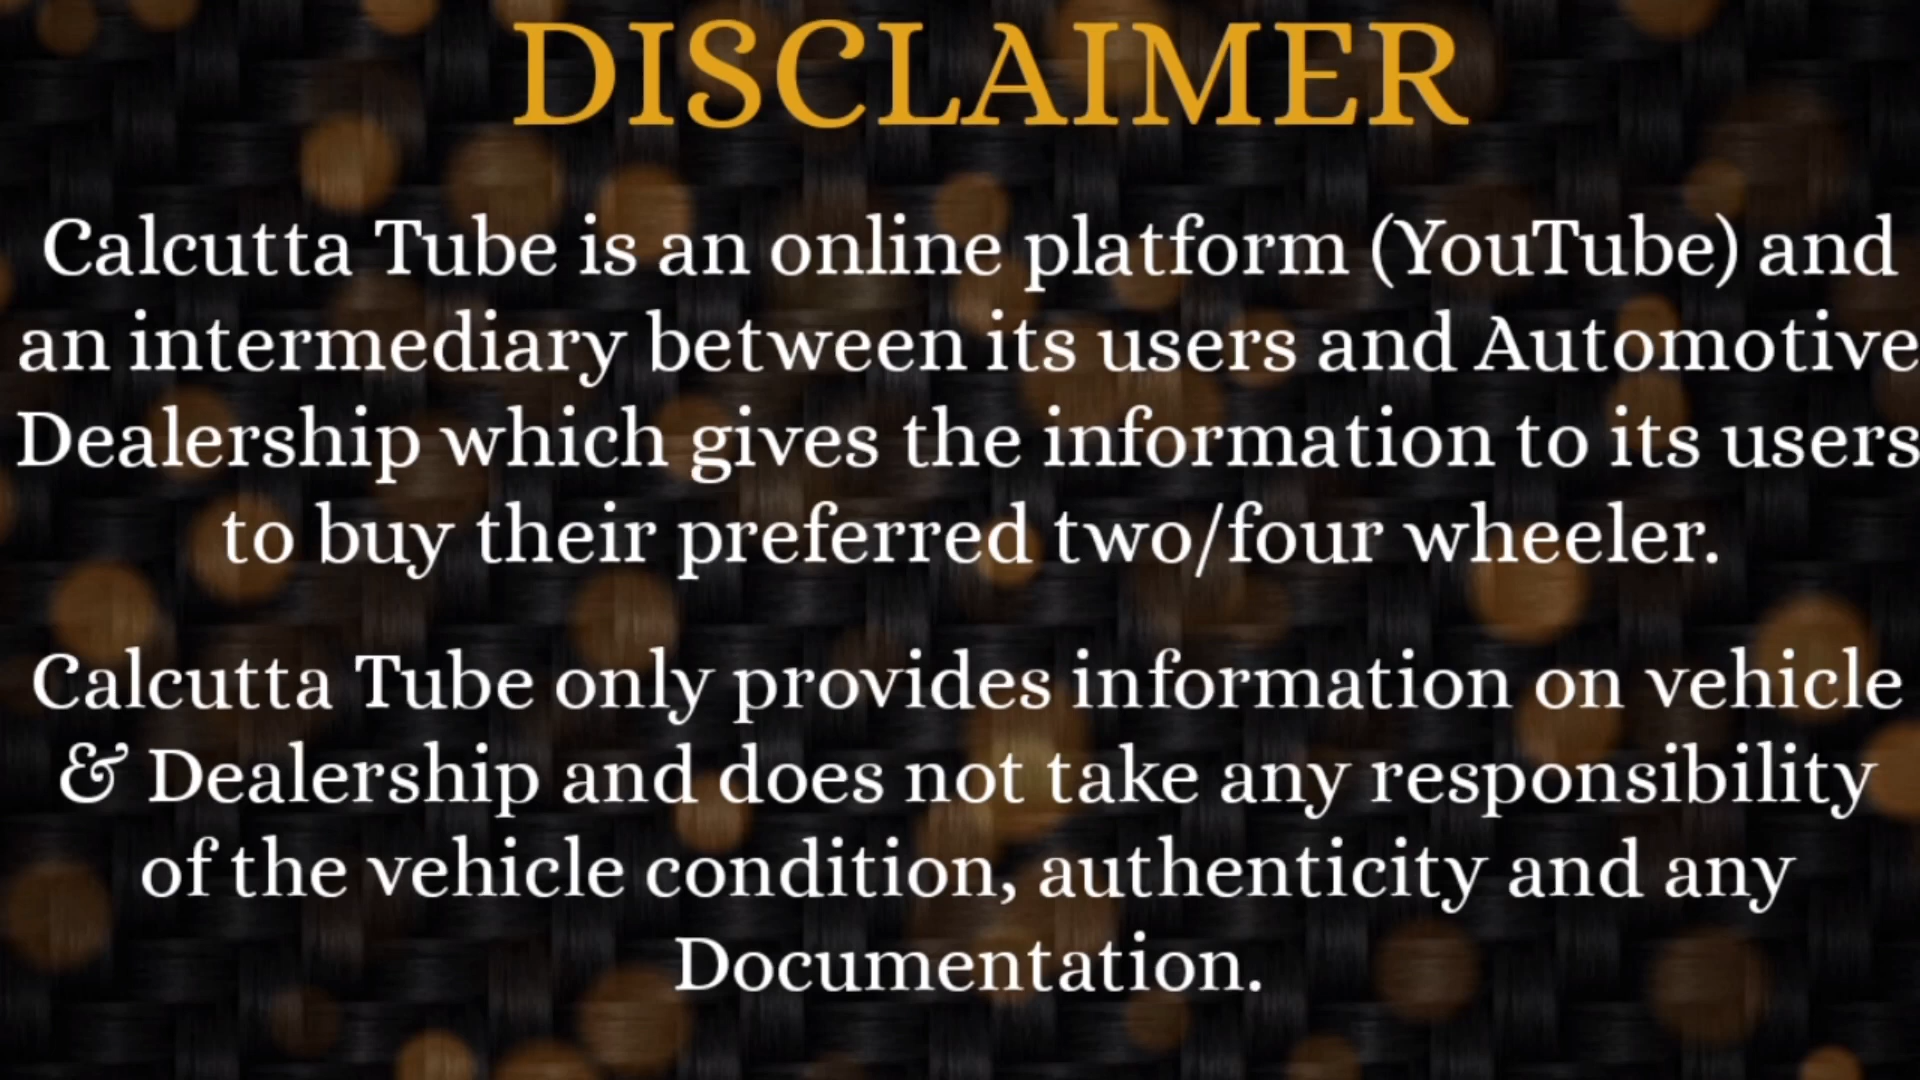 DISCLAIMER
Calcutta Tube is an online platform (YouTube) and
an intermediary between its users and Automotive
Dealership which gives the information to its users
to buy their preferred two/four wheeler.
Calcutta Tube only provides information on vehicle
& Dealership and does not take any responsibility
of the vehicle condition, authenticity and any
Documentation.